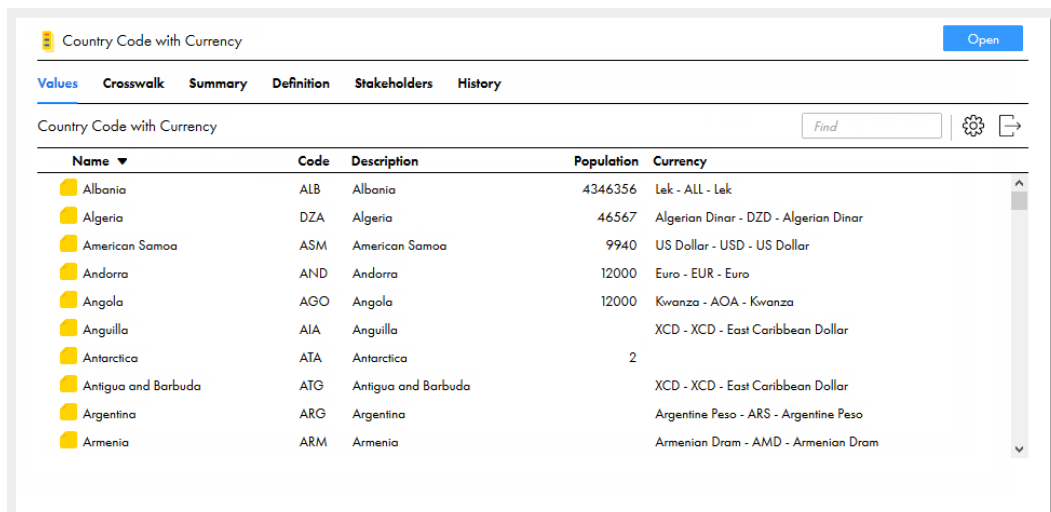 Country Code with Currency Open
Values Crosswalk Summary Definition Stakeholders History
Country Code with Currency Find
Name ▼ Code Description Population Currency
Albania ALB Albania 4346356 Lek - ALL - Lek
Algeria DZA Algeria 46567 Algerian Dinar - DZD - Algerian Dinar
American Samoa ASM American Samoa 9940 US Dollar - USD - US Dollar
Andorra AND Andorra 12000 Euro - EUR - Euro
Angola AGO Angola 12000 Kwanza - AOA - Kwanza
Anguilla AIA Anguilla XCD - XCD - East Caribbean Dollar
Antarctica ATA Antarctica 2
Antigua and Barbuda ATG Antigua and Barbuda XCD - XCD - East Caribbean Dollar
Argentina ARG Argentina Argentine Peso - ARS - Argentine Peso
Armenia ARM Armenia Armenian Dram - AMD - Armenian Dram